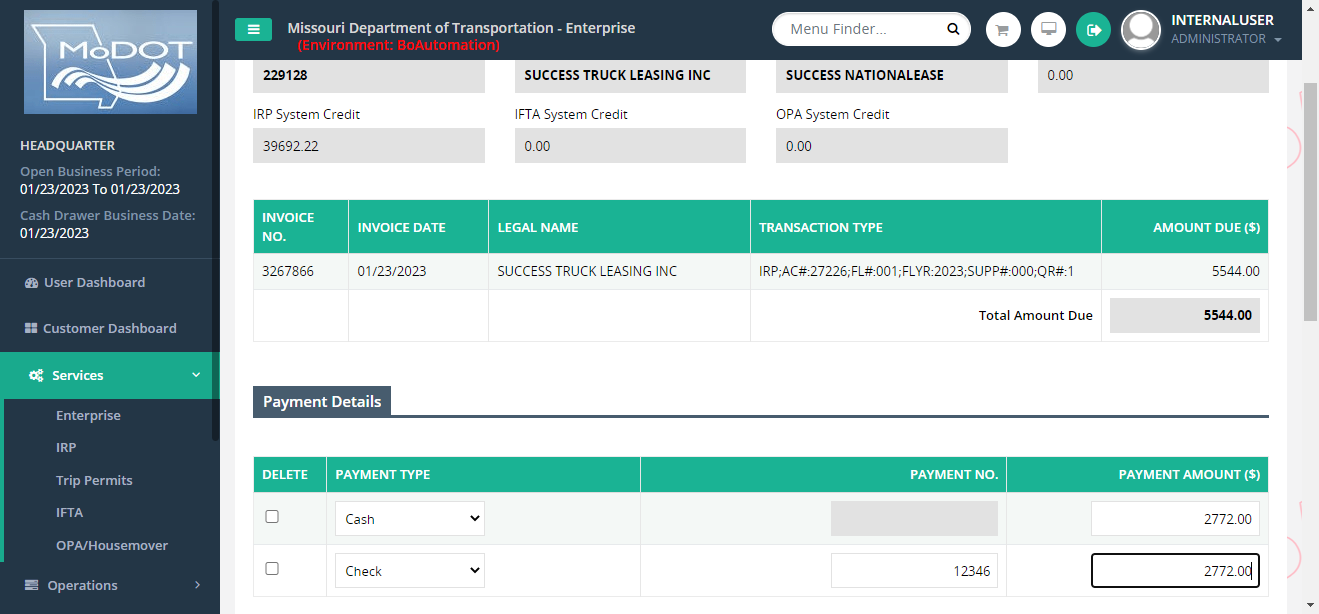 MoDOT
HEADQUARTER
Open Business Period:
01/23/2023 To 01/23/2023
Cash Drawer Business Date:
01/23/2023
User Dashboard
Customer Dashboard
Services
Enterprise
IRP
Trip Permits
IFTA
OPA/Housemover
Operations
Missouri Department of Transportation - Enterprise
(Environment: BoAutomation)
Menu Finder...
INTERNALUSER
ADMINISTRATOR
229128 SUCCESS TRUCK LEASING INC SUCCESS NATIONALEASE 0.00
IRP System Credit IFTA System Credit OPA System Credit
39692.22 0.00 0.00
INVOICE NO. INVOICE DATE LEGAL NAME TRANSACTION TYPE AMOUNT DUE ($)
3267866 01/23/2023 SUCCESS TRUCK LEASING INC IRP;AC#:27226;FL#:001;FLYR:2023;SUPP#:000;QR#:1 5544.00
Total Amount Due 5544.00
Payment Details
DELETE PAYMENT TYPE PAYMENT NO. PAYMENT AMOUNT ($)
Cash 2772.00
Check 12346 2772.00